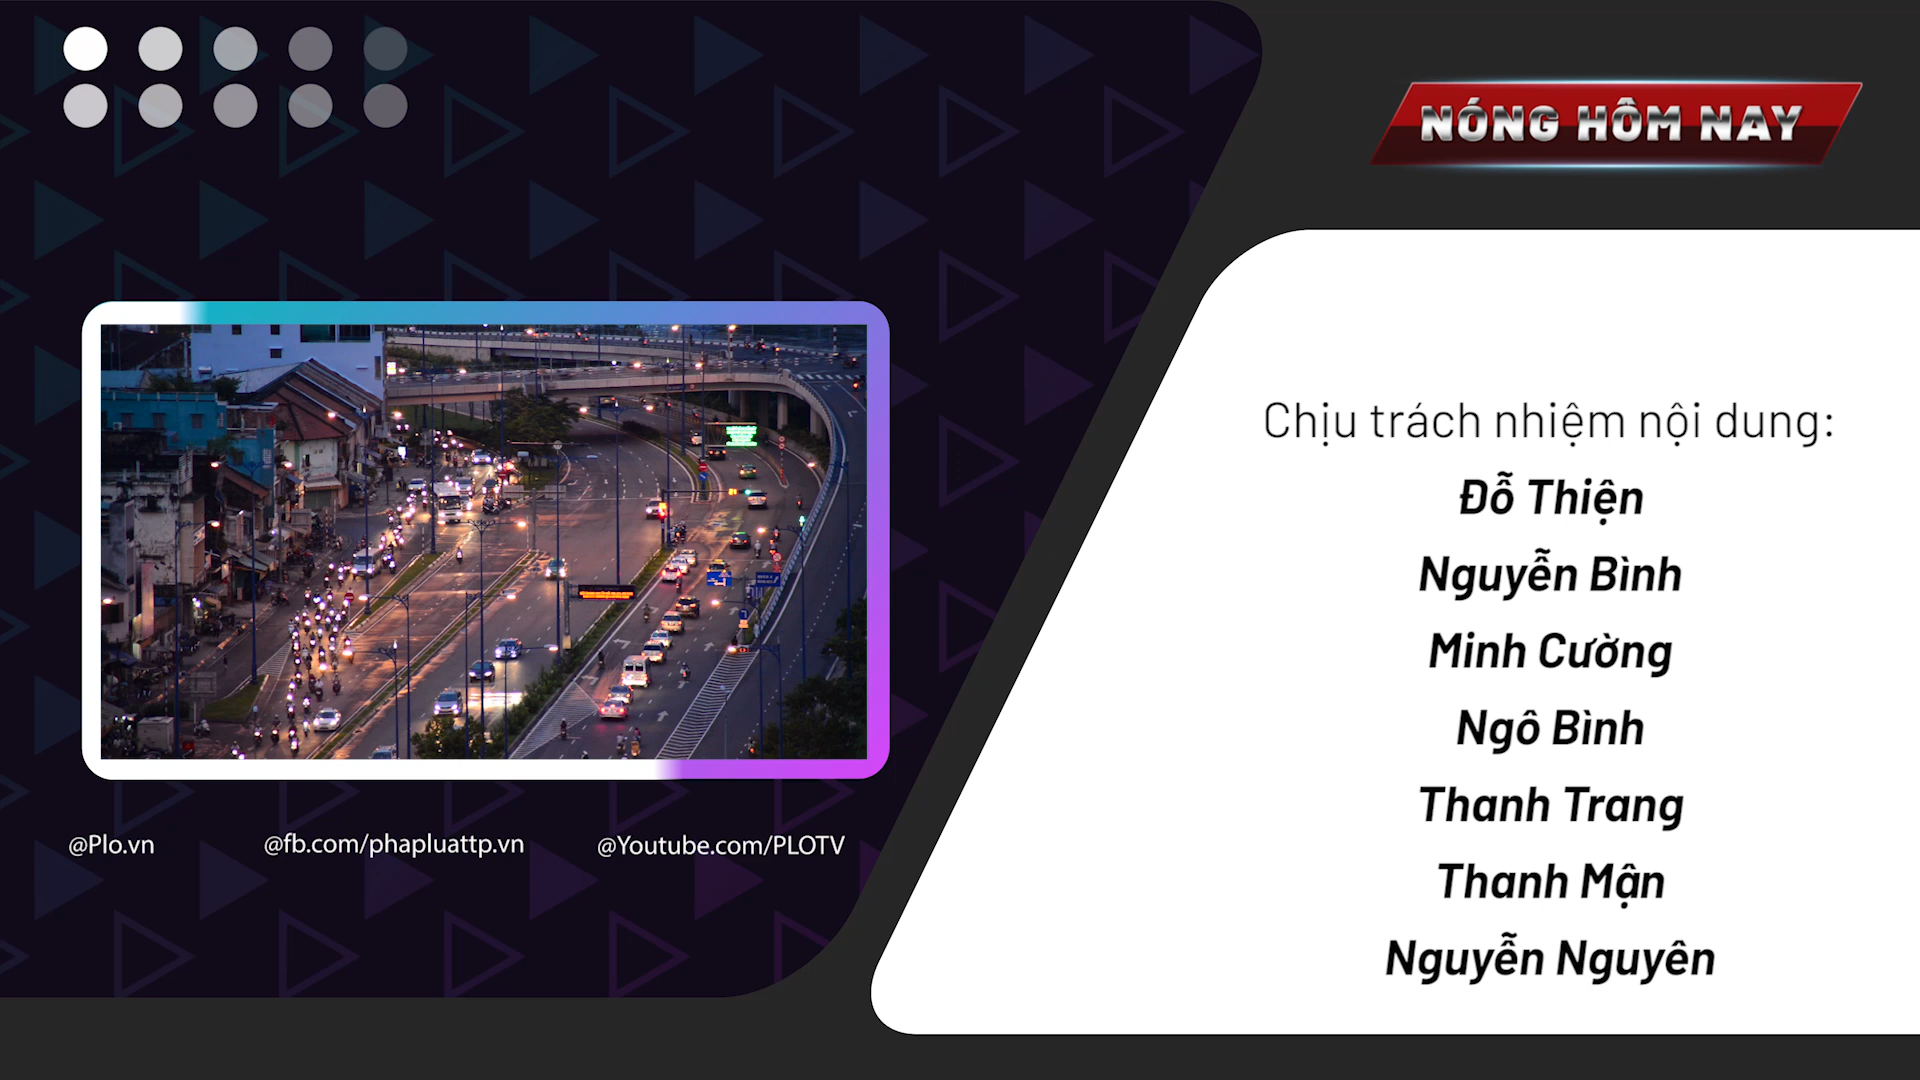 NÓNG HÔM NAY
Chịu trách nhiệm nội dung:
Đỗ Thiện
Nguyễn Bình
Minh Cường
Ngô Bình
Thanh Trang
Thanh Mận
Nguyễn Nguyên
@Plo.vn
@fb.com/phapluattp.vn
@Youtube.com/PLOTV